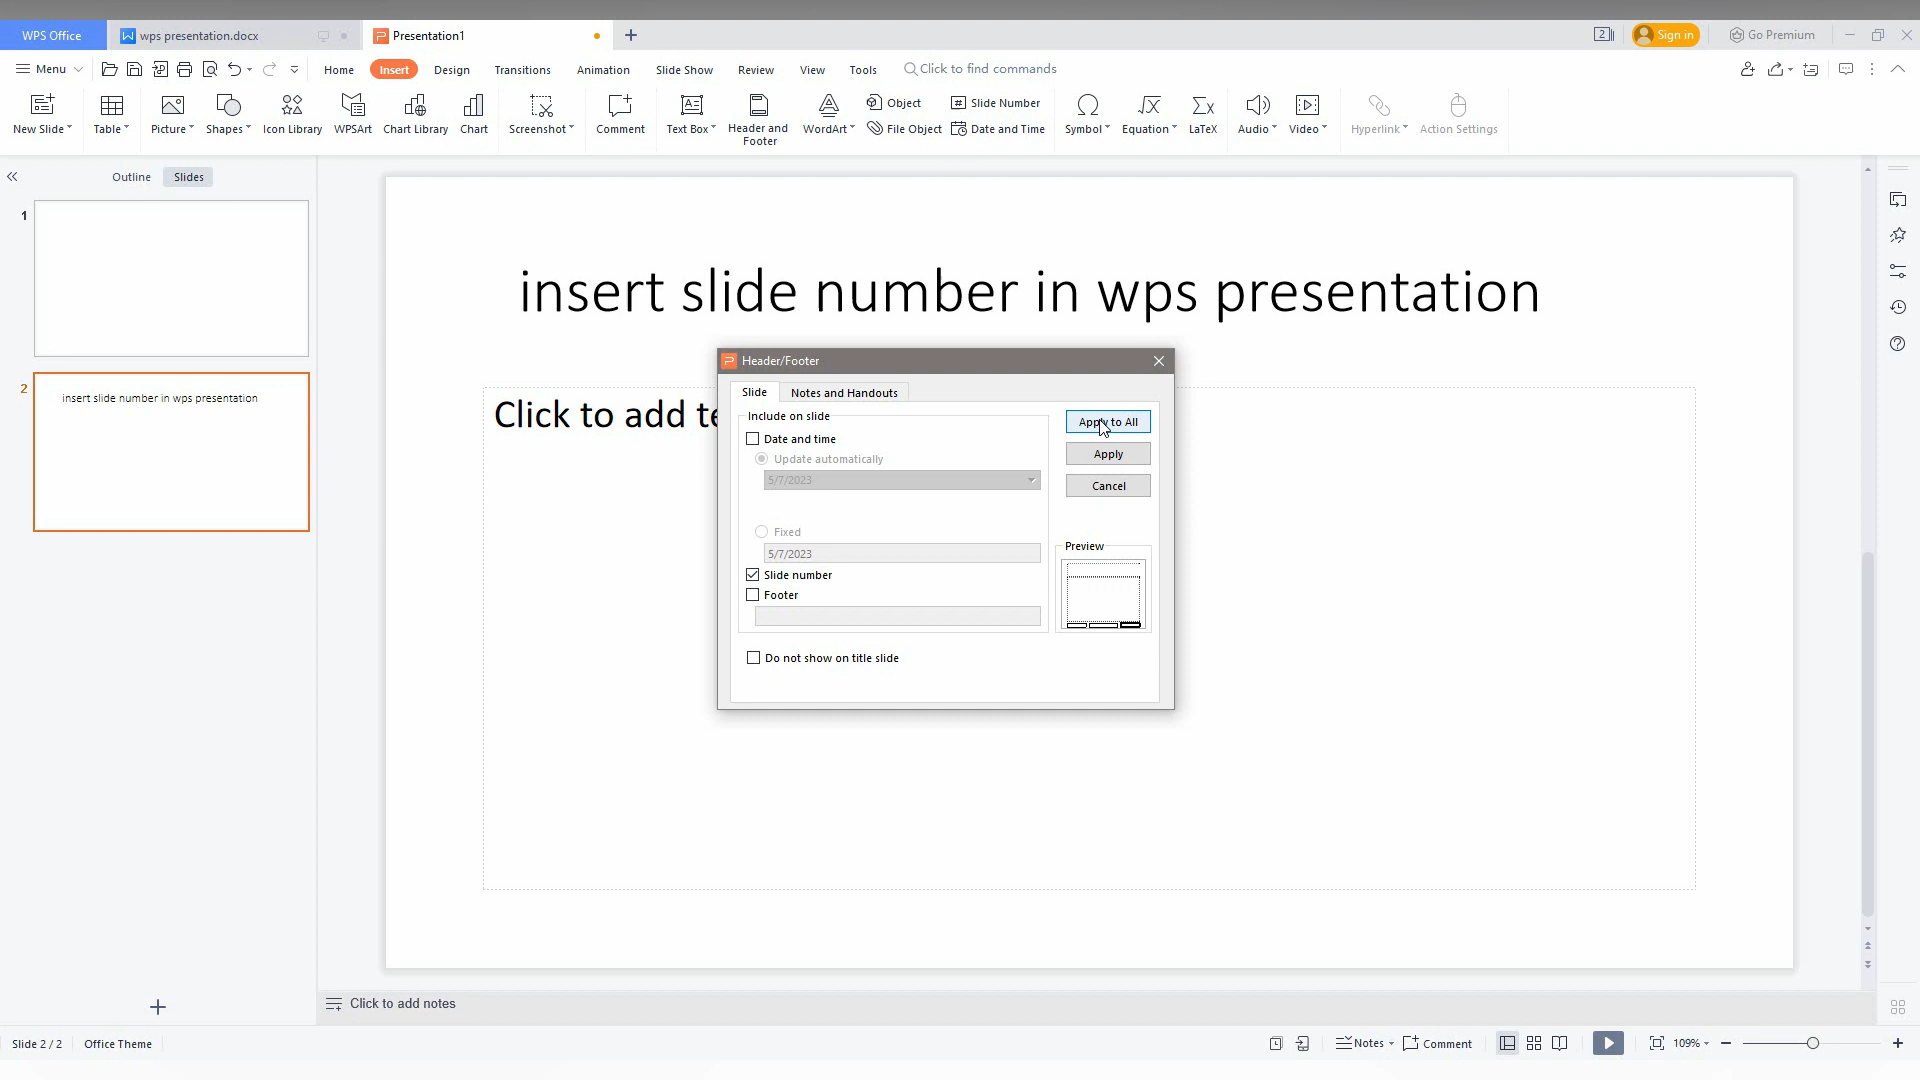 WPS Office wps presentation.docx Presentation1 2 Sign in Go Premium
Menu Home Insert Design Transitions Animation Slide Show Review View Tools Click to find commands
New Slide Table Picture Shapes Icon Library WPSArt Chart Library Chart Screenshot Comment Text Box Header and Footer WordArt Object File Object Slide Number Date and Time Symbol Equation LaTeX Audio Video Hyperlink Action Settings
Outline Slides
1
2
insert slide number in wps presentation
insert slide number in wps presentation
Click to add te
Header/Footer
Slide Notes and Handouts
Include on slide
Date and time
Update automatically
5/7/2023
Fixed
5/7/2023
Slide number
Footer
Do not show on title slide
Apply to All
Apply
Cancel
Preview
Click to add notes
Slide 2 / 2 Office Theme Notes Comment 109%